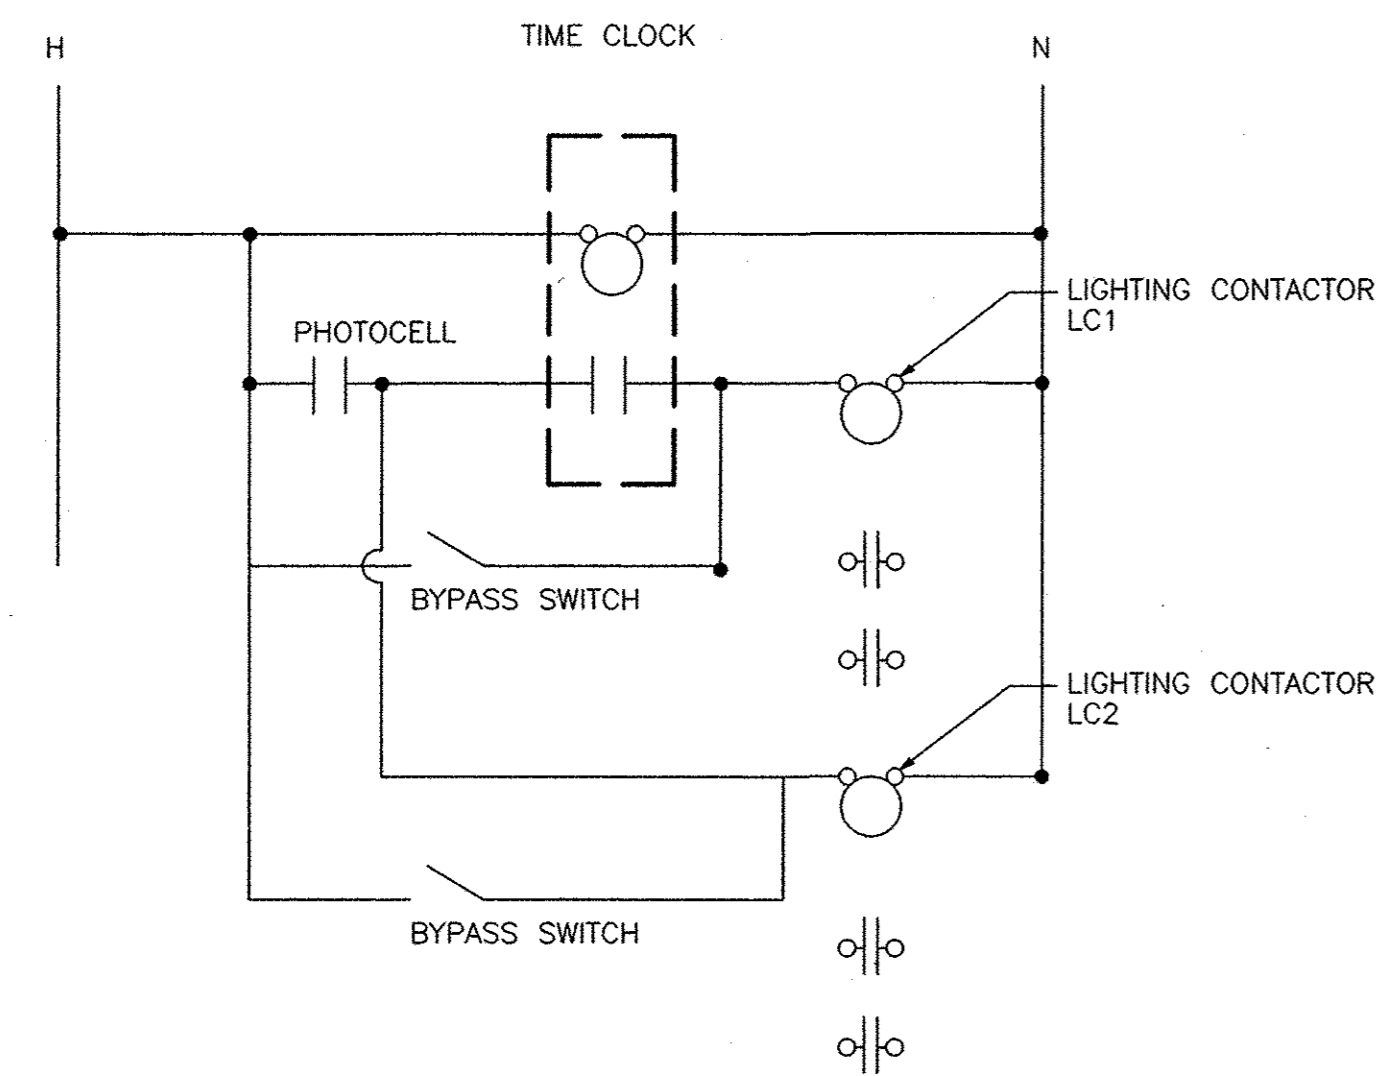 TIME CLOCK
H
N
LIGHTING CONTACTOR
LC1
PHOTOCELL
BYPASS SWITCH
LIGHTING CONTACTOR
LC2
BYPASS SWITCH